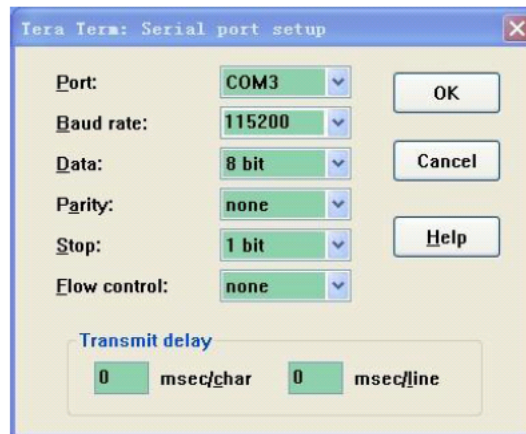 Tera Term: Serial port setup
Port: COM3
OK
Baud rate: 115200
Data: 8 bit
Cancel
Parity: none
Stop: 1 bit
Help
Flow control: none
Transmit delay
0 msec/char 0 msec/line